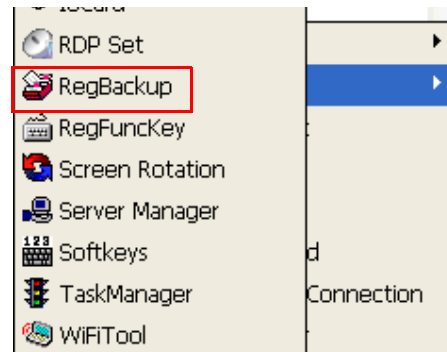 RDP Set
RegBackup
RegFuncKey
Screen Rotation
Server Manager
Softkeys
TaskManager
Connection
WiFiTool